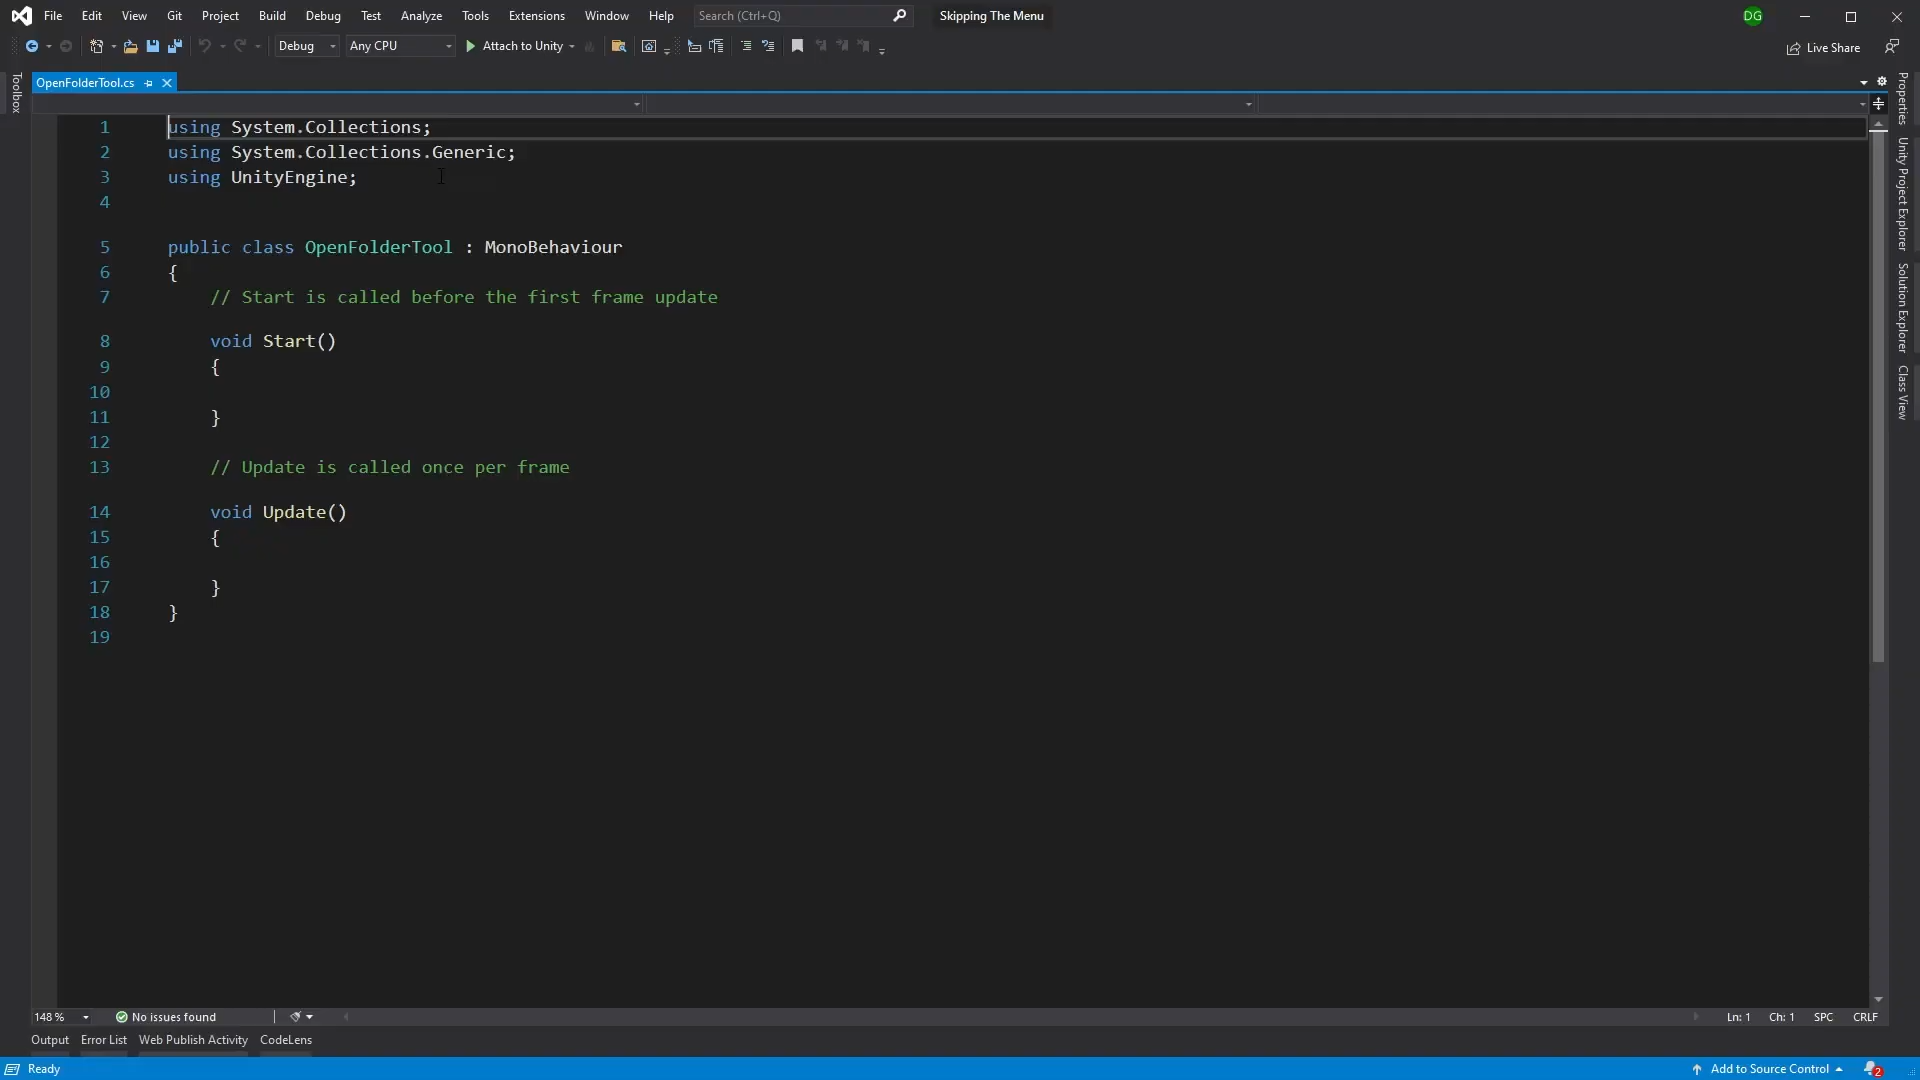 File Edit View Git Project Build Debug Test Analyze Tools Extensions Window Help Search (Ctrl+Q) Skipping The Menu DG
Debug Any CPU Attach to Unity Live Share
OpenFolderTool.cs
Toolbox
Properties
Unity Project Explorer
Solution Explorer
Class View
1 using System.Collections;
2 using System.Collections.Generic;
3 using UnityEngine;
4
5 public class OpenFolderTool : MonoBehaviour
6 {
7 // Start is called before the first frame update
8 void Start()
9 {
10
11 }
12
13 // Update is called once per frame
14 void Update()
15 {
16
17 }
18 }
19
148 % No issues found Ln: 1 Ch: 1 SPC CRLF
Output Error List Web Publish Activity CodeLens
Ready Add to Source Control 2